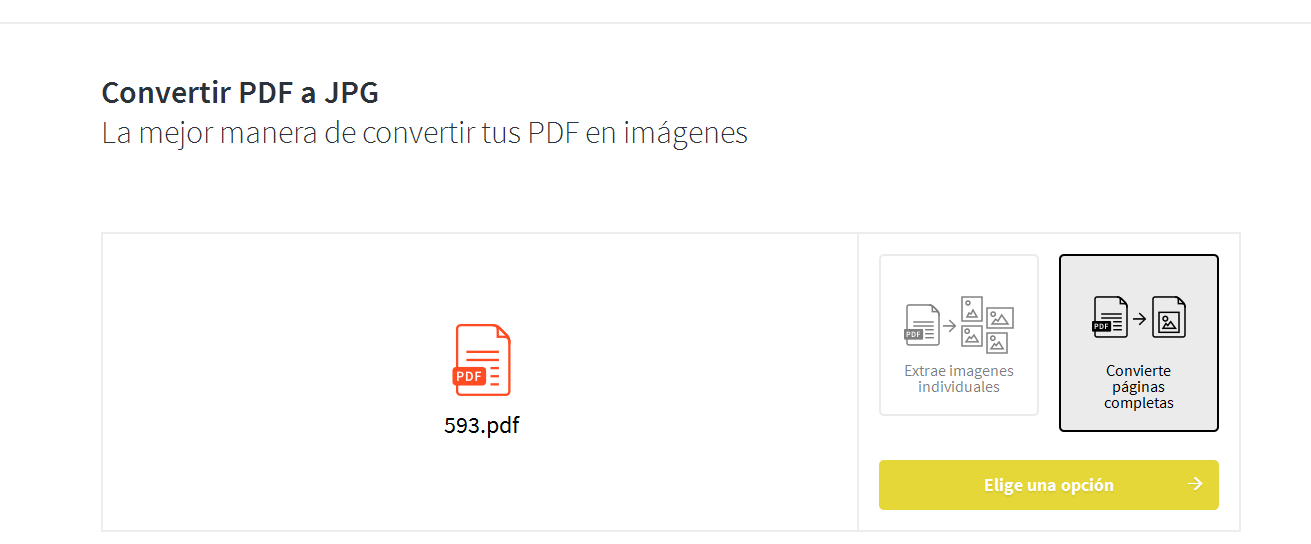 Convertir PDF a JPG
La mejor manera de convertir tus PDF en imágenes
PDF
593.pdf
PDF
Extrae imagenes
individuales
PDF
Convierte
páginas
completas
Elige una opción